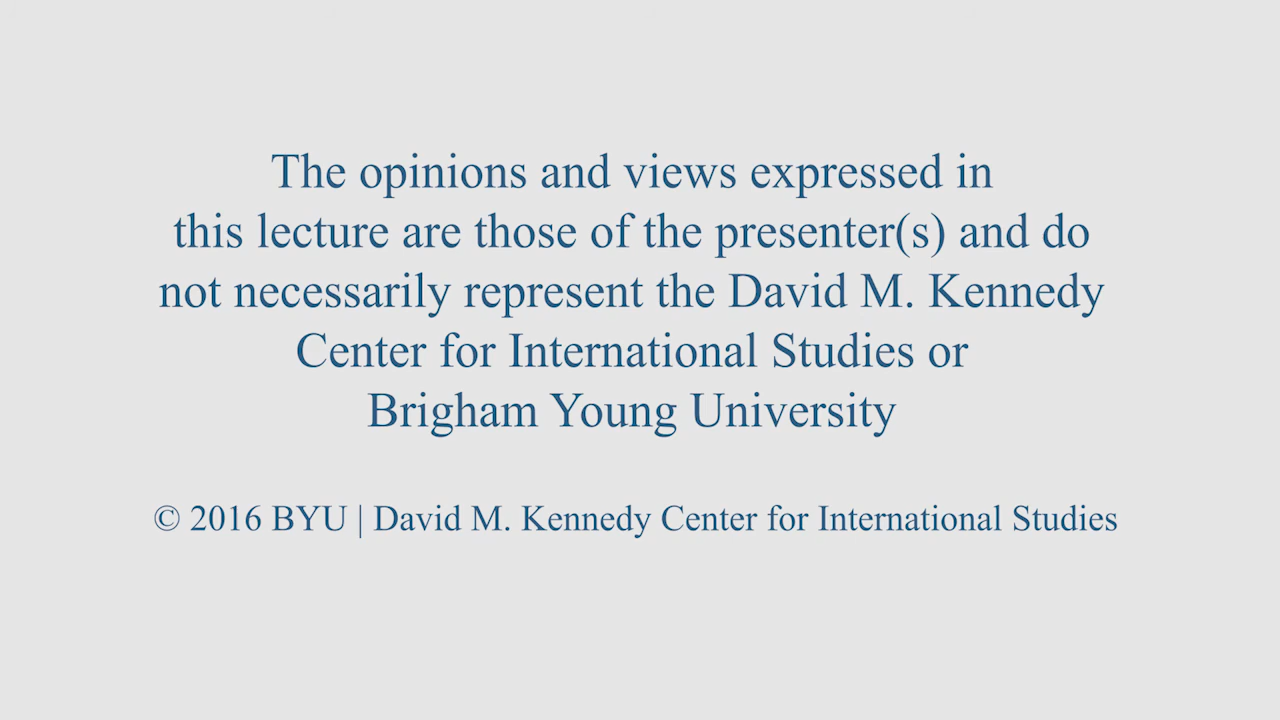 The opinions and views expressed in
this lecture are those of the presenter(s) and do
not necessarily represent the David M. Kennedy
Center for International Studies or
Brigham Young University
© 2016 BYU | David M. Kennedy Center for International Studies